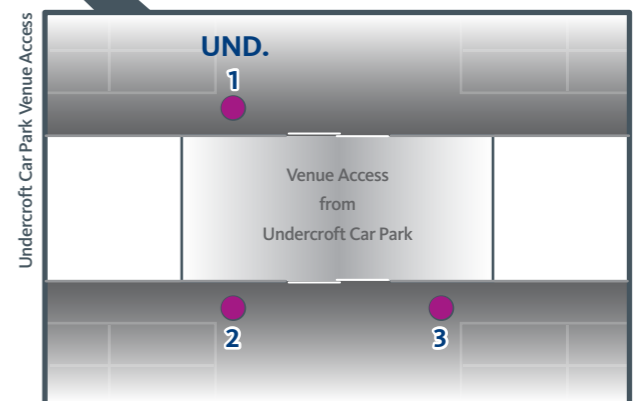 Undercroft Car Park Venue Access
UND.
1
Venue Access
from
Undercroft Car Park
2
3